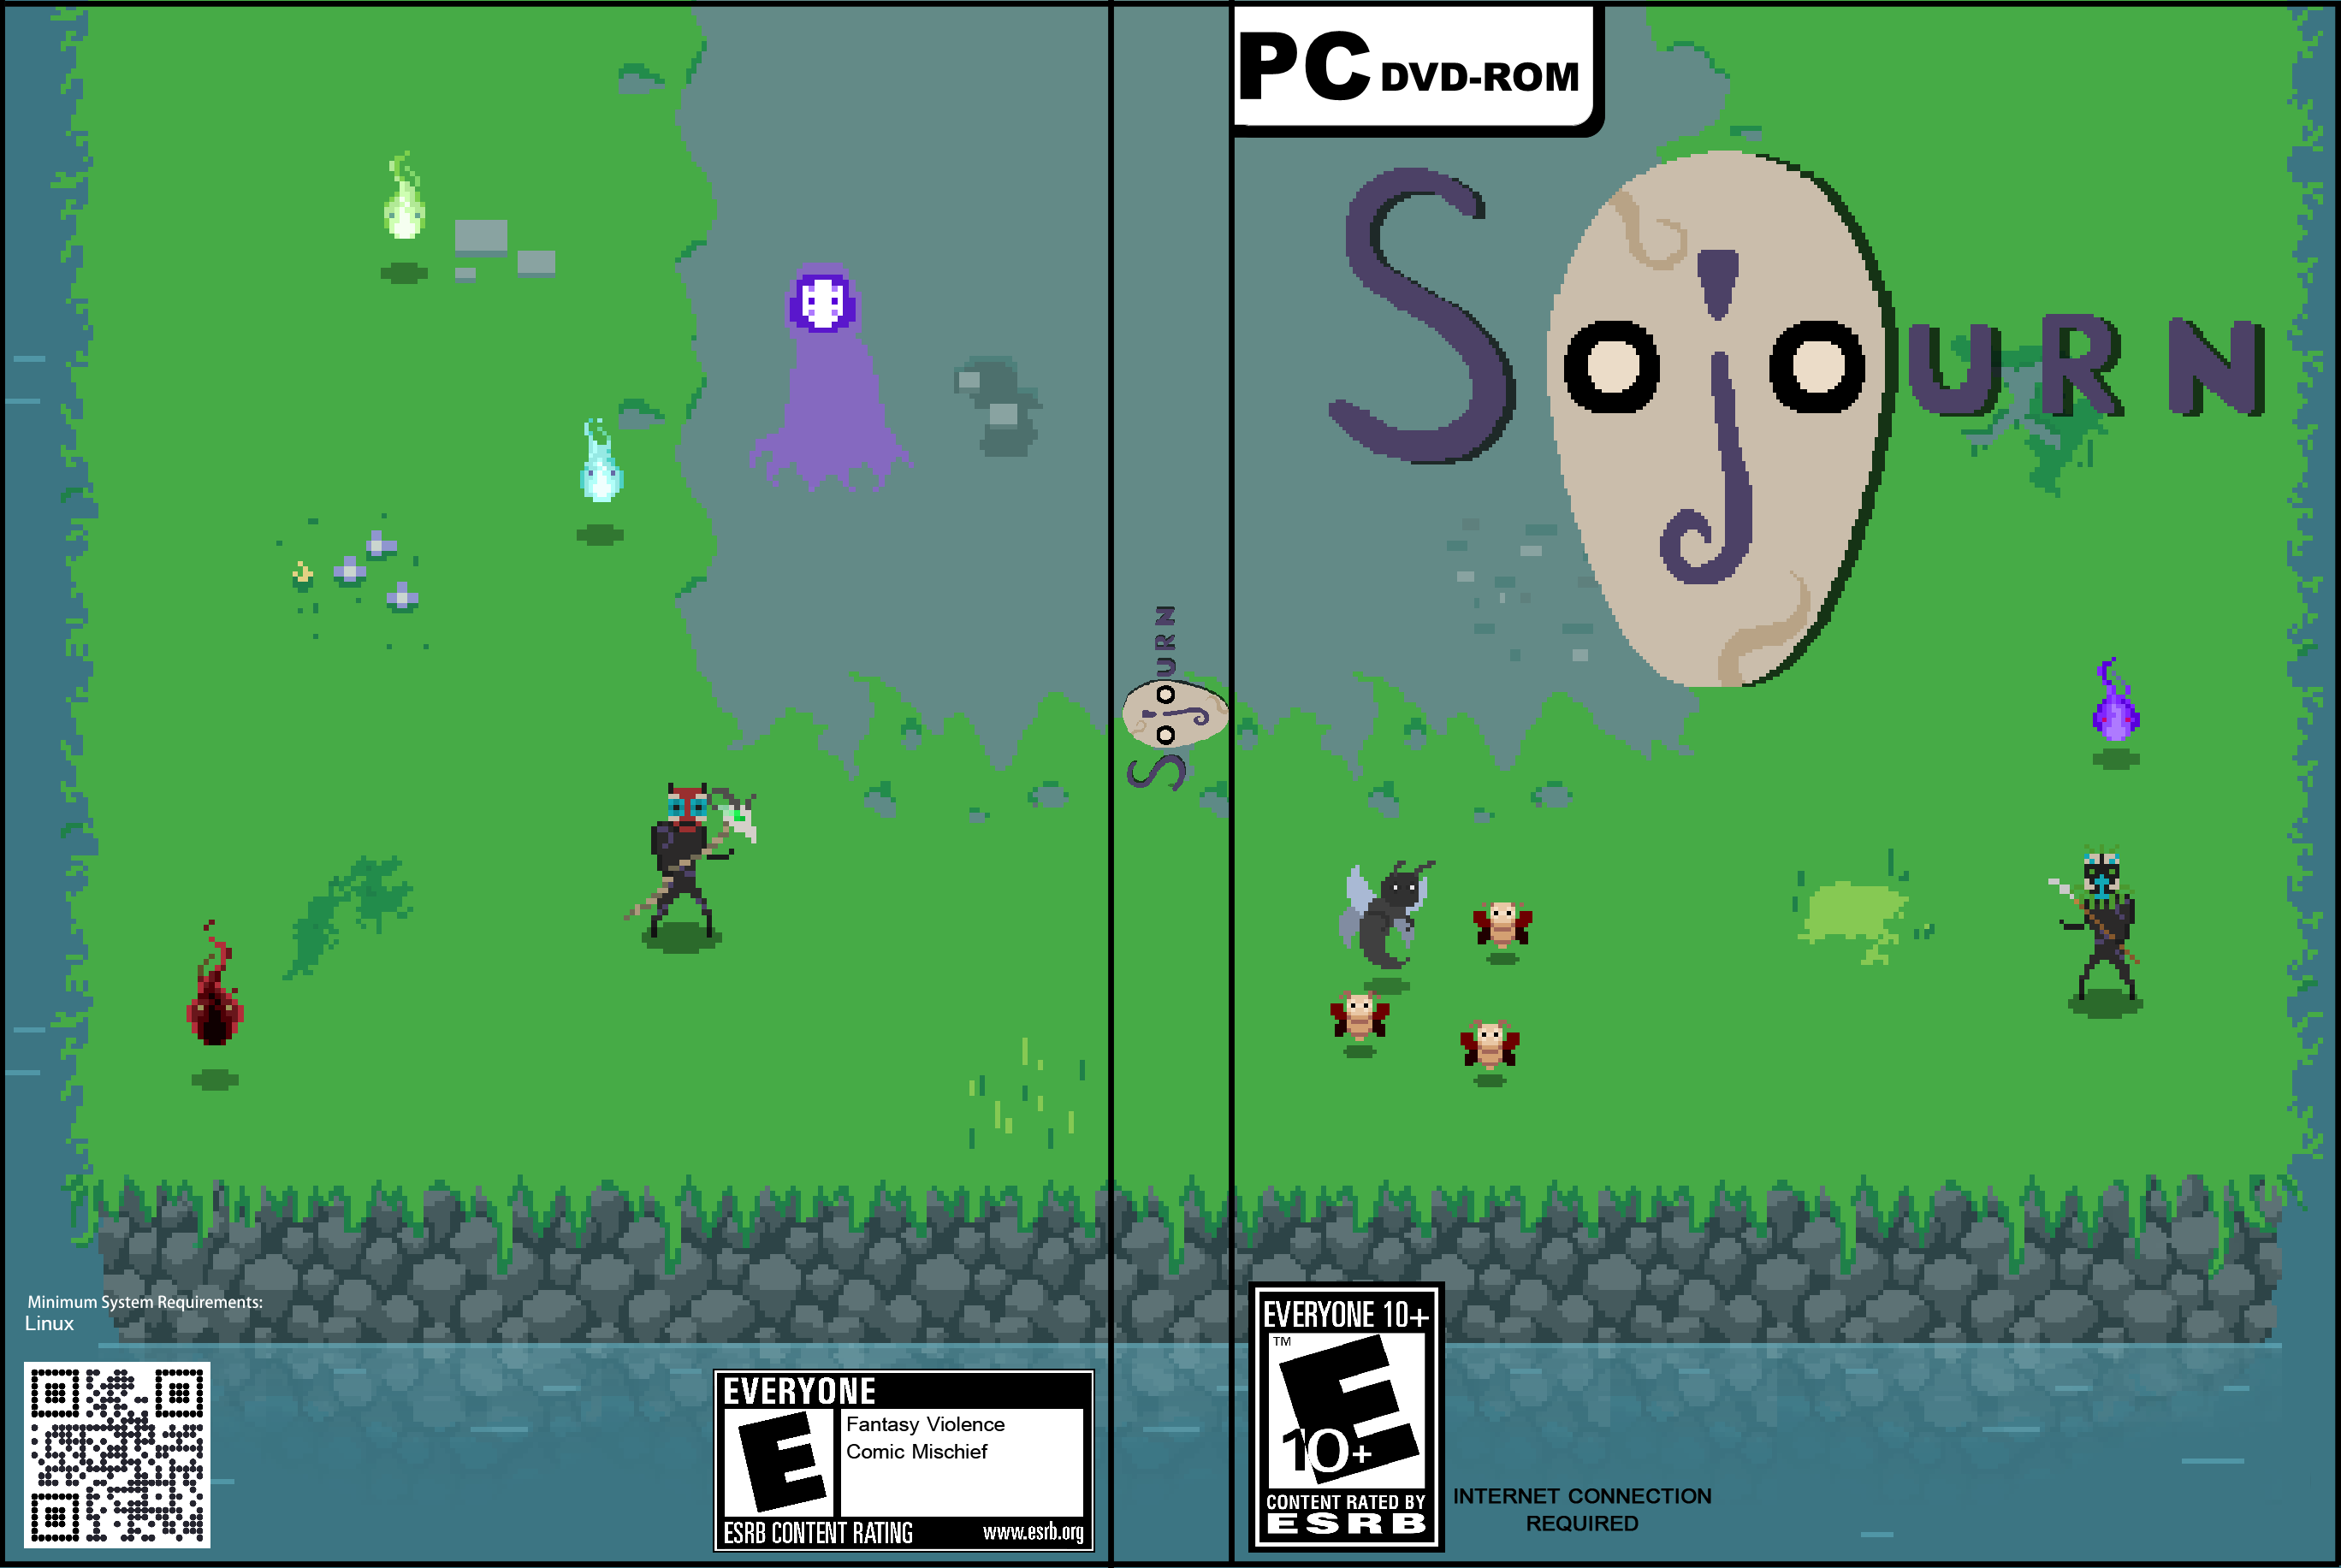 Minimum System Requirements:
Linux
EVERYONE
E
Fantasy Violence
Comic Mischief
ESRB CONTENT RATING www.esrb.org
SOJOURN
PC DVD-ROM
SOJOURN
EVERYONE 10+
TM
E
10+
CONTENT RATED BY
ESRB
INTERNET CONNECTION
REQUIRED